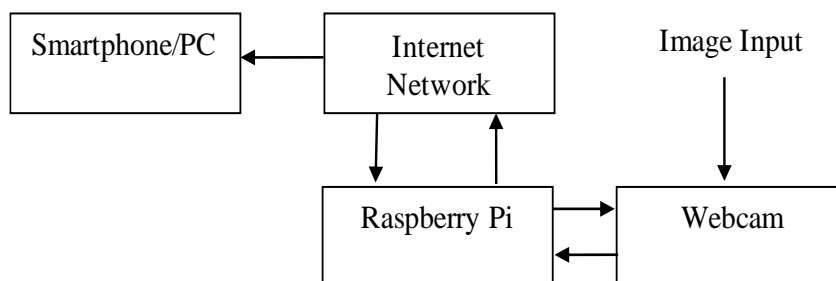 Smartphone/PC
Internet
Network
Image Input
Raspberry Pi
Webcam